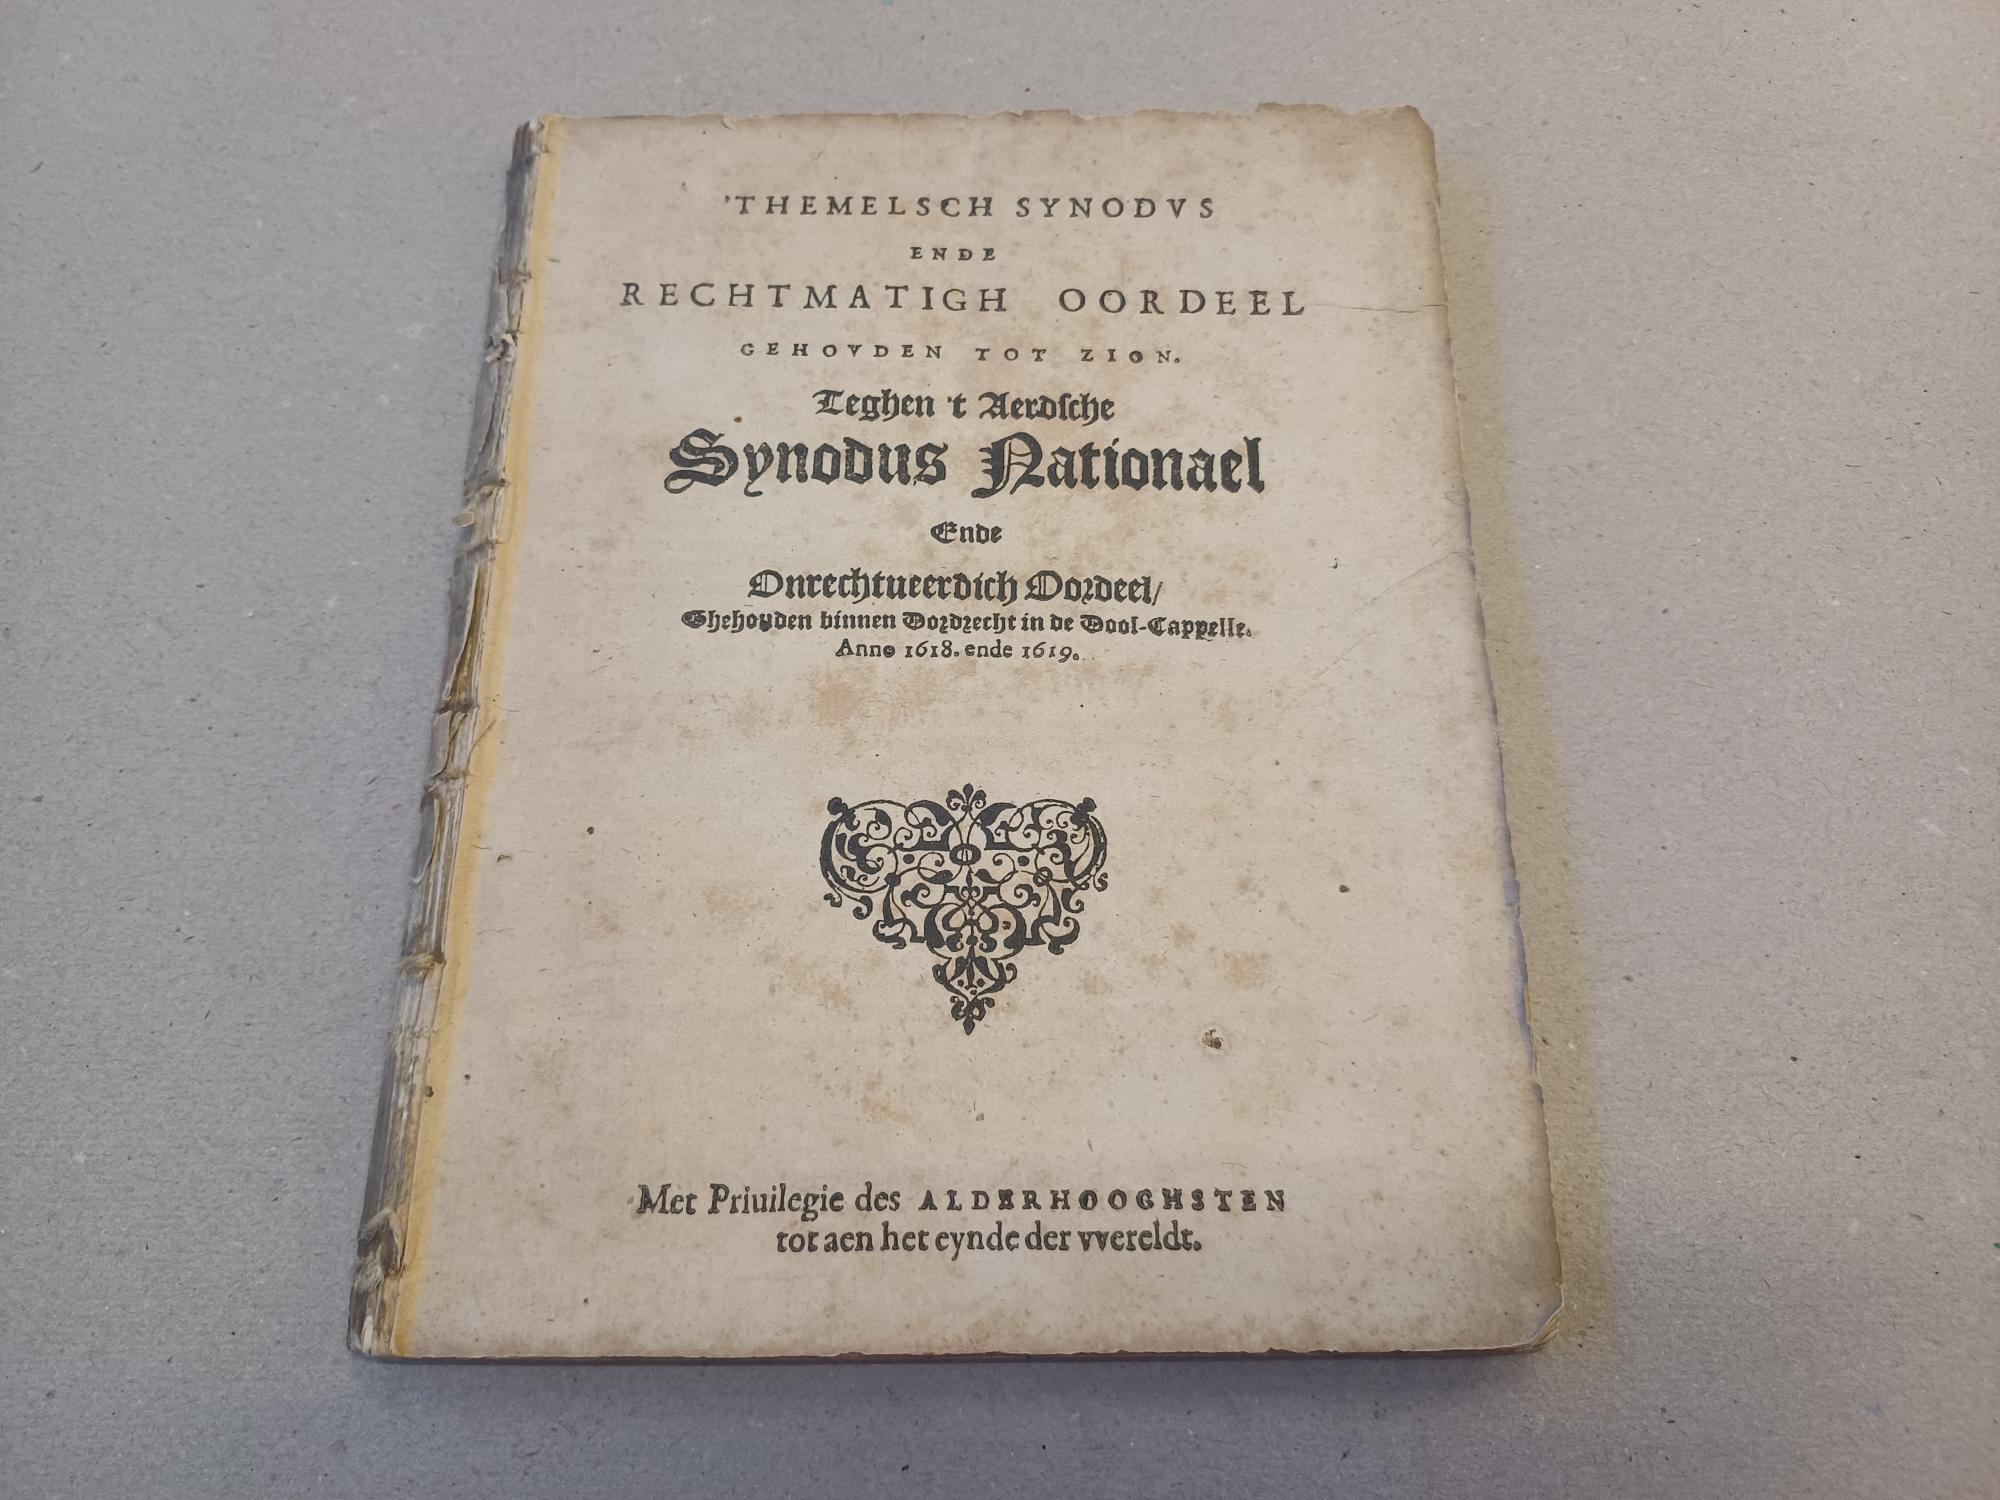 'THEMELSCH SYNODVS
ENDE
RECHTMATIGH OORDEEL
GEHOVDEN TOT ZION.
Teghen 't Aerdsche
Synodus Nationael
Ende
Onrechtueerdich Oordeel/
Ghehouden binnen Dordrecht in de Dool-Cappelle.
Anno 1618. ende 1619.
Met Priuilegie des ALDERHOOGHSTEN
tot aen het eynde der vvereldt.